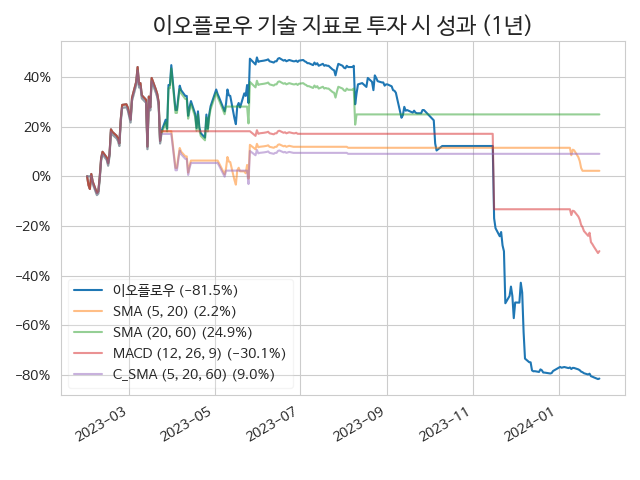 이오플로우 기술 지표로 투자 시 성과 (1년)
40%
20%
0%
−20%
−40%
−60%
−80%
이오플로우 (−81.5%)
SMA (5, 20) (2.2%)
SMA (20, 60) (24.9%)
MACD (12, 26, 9) (−30.1%)
C_SMA (5, 20, 60) (9.0%)
2023−03
2023−05
2023−07
2023−09
2023−11
2024−01